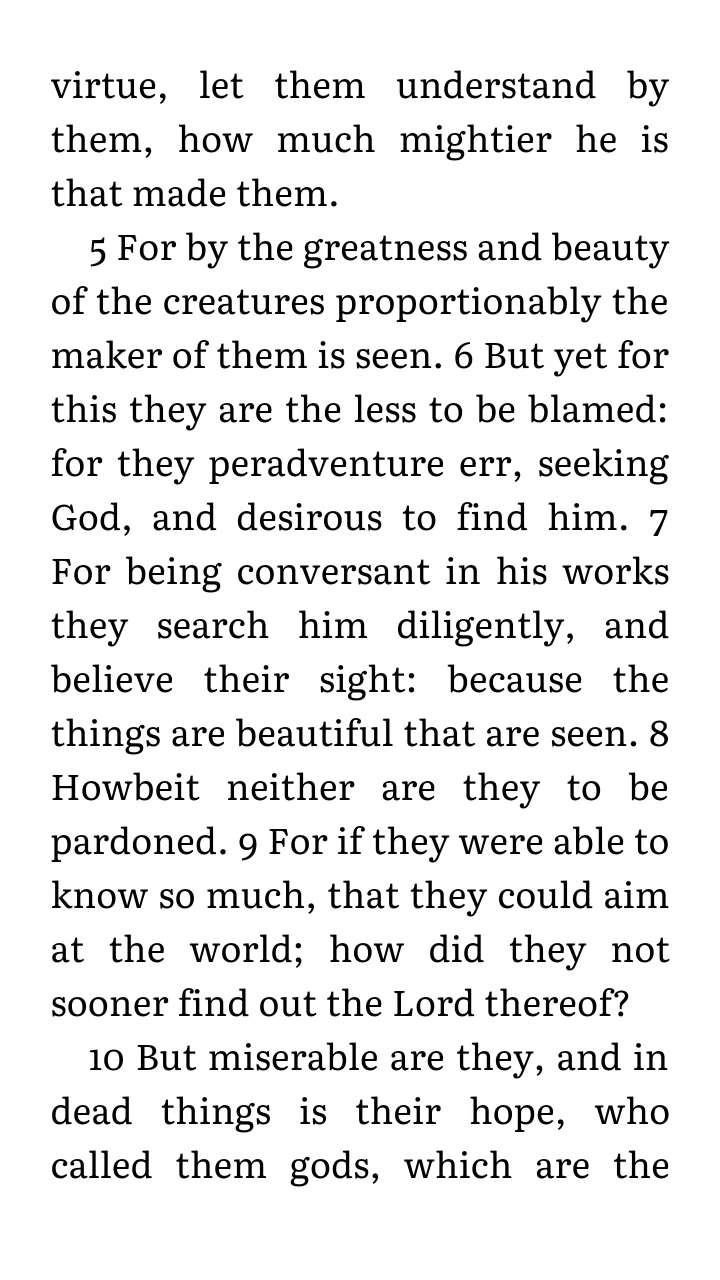 virtue, let them understand by
them, how much mightier he is
that made them.
5 For by the greatness and beauty
of the creatures proportionably the
maker of them is seen. 6 But yet for
this they are the less to be blamed:
for they peradventure err, seeking
God, and desirous to find him. 7
For being conversant in his works
they search him diligently, and
believe their sight: because the
things are beautiful that are seen. 8
Howbeit neither are they to be
pardoned. 9 For if they were able to
know so much, that they could aim
at the world; how did they not
sooner find out the Lord thereof?
10 But miserable are they, and in
dead things is their hope, who
called them gods, which are the